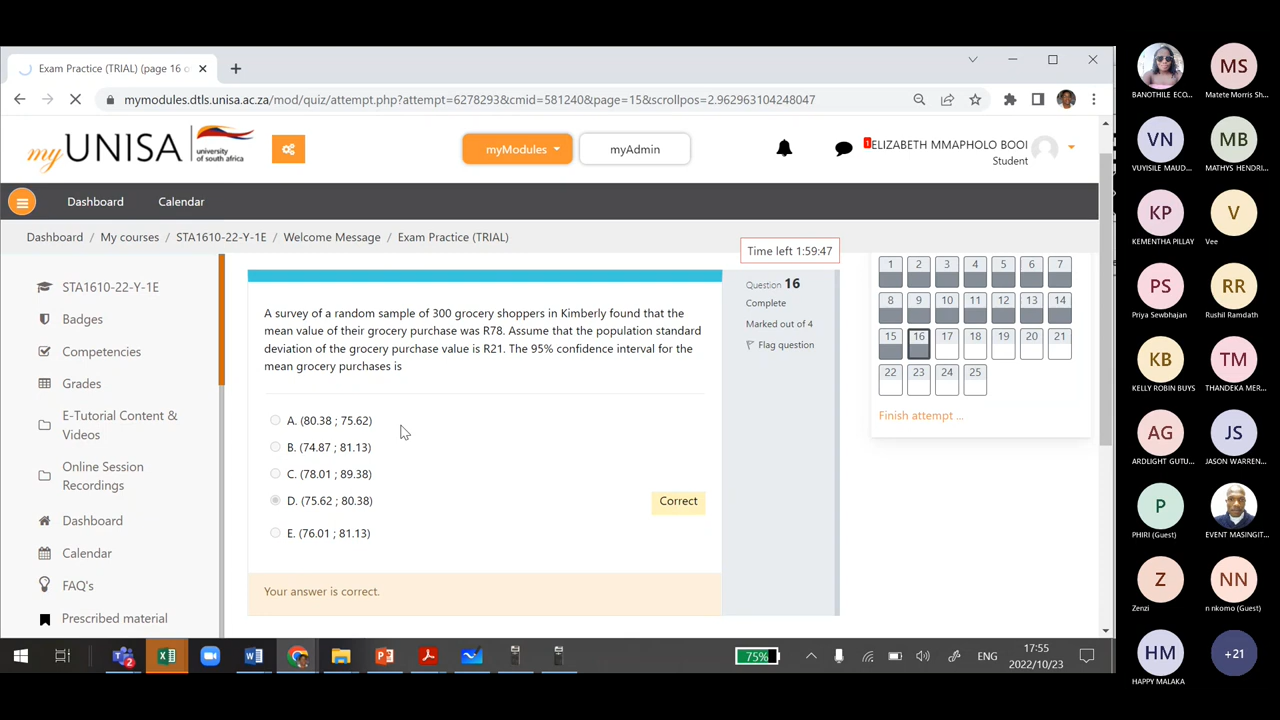 Exam Practice (TRIAL) (page 16 o
mymodules.dtls.unisa.ac.za/mod/quiz/attempt.php?attempt=6278293&cmid=581240&page=15&scrollpos=2.962963104248047
my UNISA
university
of south africa
myModules
myAdmin
1
ELIZABETH MMAPHOLO BOOI
Student
Dashboard
Calendar
Dashboard / My courses / STA1610-22-Y-1E / Welcome Message / Exam Practice (TRIAL)
Time left 1:59:47
STA1610-22-Y-1E
Badges
Competencies
Grades
E-Tutorial Content &
Videos
Online Session
Recordings
Dashboard
Calendar
FAQ's
Prescribed material
A survey of a random sample of 300 grocery shoppers in Kimberly found that the
mean value of their grocery purchase was R78. Assume that the population standard
deviation of the grocery purchase value is R21. The 95% confidence interval for the
mean grocery purchases is
A. (80.38 ; 75.62)
B. (74.87 ; 81.13)
C. (78.01 ; 89.38)
D. (75.62 ; 80.38)
Correct
E. (76.01 ; 81.13)
Your answer is correct.
Question 16
Complete
Marked out of 4
Flag question
1 2 3 4 5 6 7
8 9 10 11 12 13 14
15 16 17 18 19 20 21
22 23 24 25
Finish attempt ...
75%
ENG
17:55
2022/10/23
BANOTHILE ECO...
MS
Matete Morris Sh...
VN
VUYISILE MAUD...
MB
MATHYS HENDRI...
KP
KEMENTHA PILLAY
V
Vee
PS
Priya Sewbhajan
RR
Rushil Ramdath
KB
KELLY ROBIN BUYS
TM
THANDEKA MER...
AG
ARDLIGHT GUTU...
JS
JASON WARREN...
P
PHIRI (Guest)
EVENT MASINGIT...
Z
Zenzi
NN
n nkomo (Guest)
HM
HAPPY MALAKA
+21